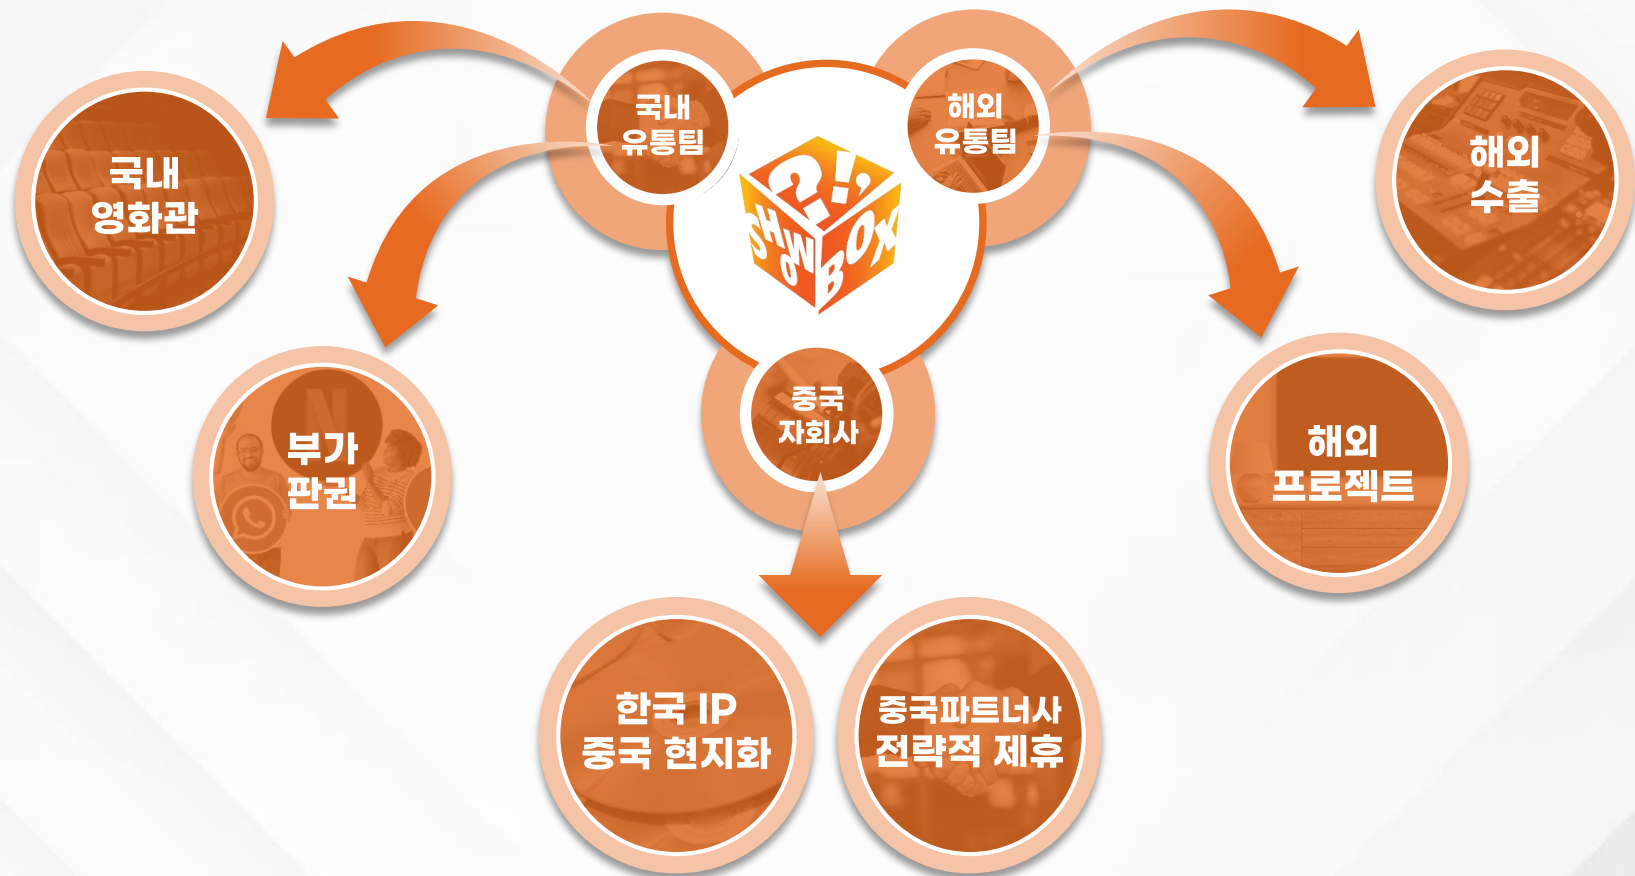 국내
유통팀
해외
유통팀
국내
영화관
해외
수출
?!,
SHOW
BOX
부가
판권
N
중국
자회사
해외
프로젝트
한국 IP
중국 현지화
중국파트너사
전략적 제휴